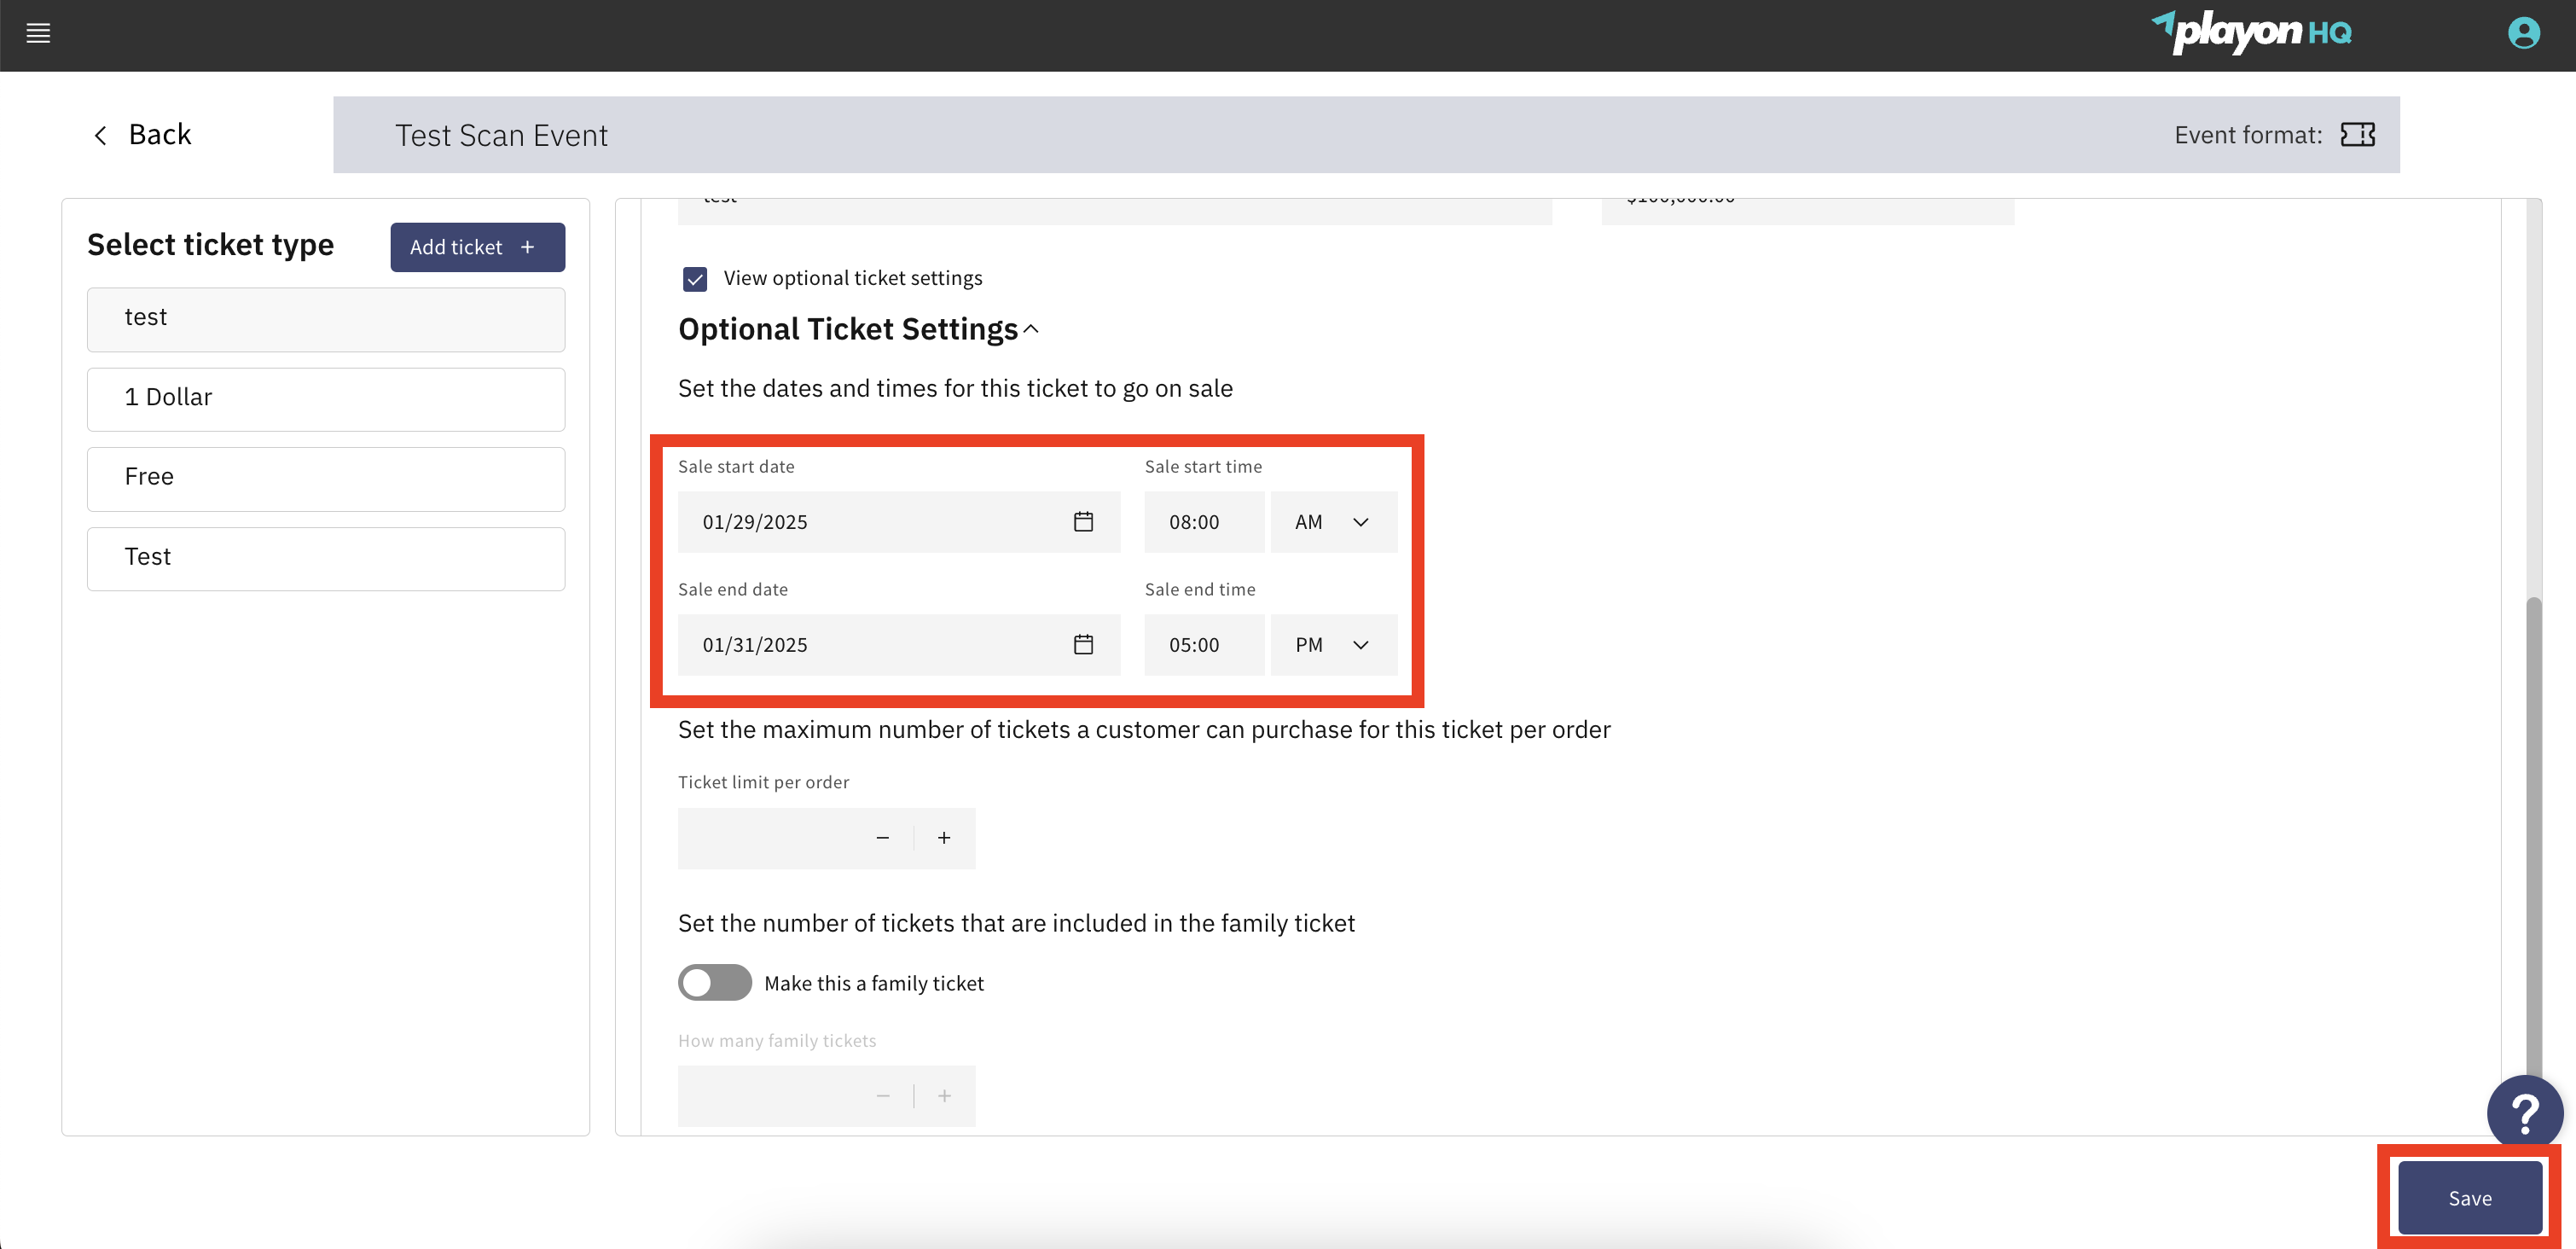 playon HQ
Back
Test Scan Event
Event format:
Select ticket type
Add ticket +
test
1 Dollar
Free
Test
test
$100,000.00
View optional ticket settings
Optional Ticket Settings
Set the dates and times for this ticket to go on sale
Sale start date
Sale start time
01/29/2025
08:00
AM
Sale end date
Sale end time
01/31/2025
05:00
PM
Set the maximum number of tickets a customer can purchase for this ticket per order
Ticket limit per order
− +
Set the number of tickets that are included in the family ticket
Make this a family ticket
How many family tickets
− +
?
Save